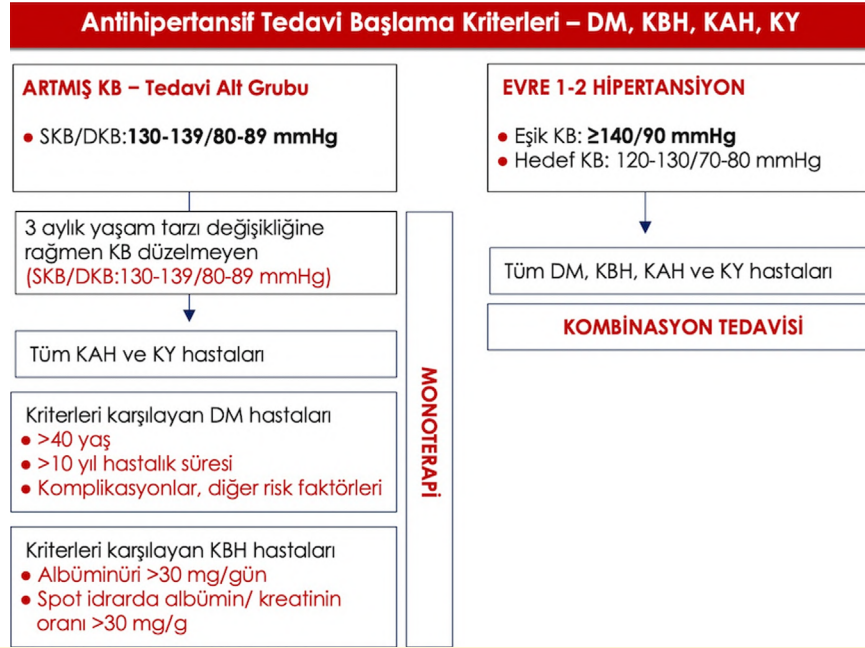 Antihipertansif Tedavi Başlama Kriterleri – DM, KBH, KAH, KY
ARTMIŞ KB – Tedavi Alt Grubu
● SKB/DKB:130-139/80-89 mmHg
3 aylık yaşam tarzı değişikliğine
rağmen KB düzelmeyen
(SKB/DKB:130-139/80-89 mmHg)
Tüm KAH ve KY hastaları
Kriterleri karşılayan DM hastaları
● >40 yaş
● >10 yıl hastalık süresi
● Komplikasyonlar, diğer risk faktörleri
Kriterleri karşılayan KBH hastaları
● Albüminüri >30 mg/gün
● Spot idrarda albümin/ kreatinin
oranı >30 mg/g
MONOTERAPİ
EVRE 1-2 HİPERTANSİYON
● Eşik KB: ≥140/90 mmHg
● Hedef KB: 120-130/70-80 mmHg
Tüm DM, KBH, KAH ve KY hastaları
KOMBİNASYON TEDAVİSİ